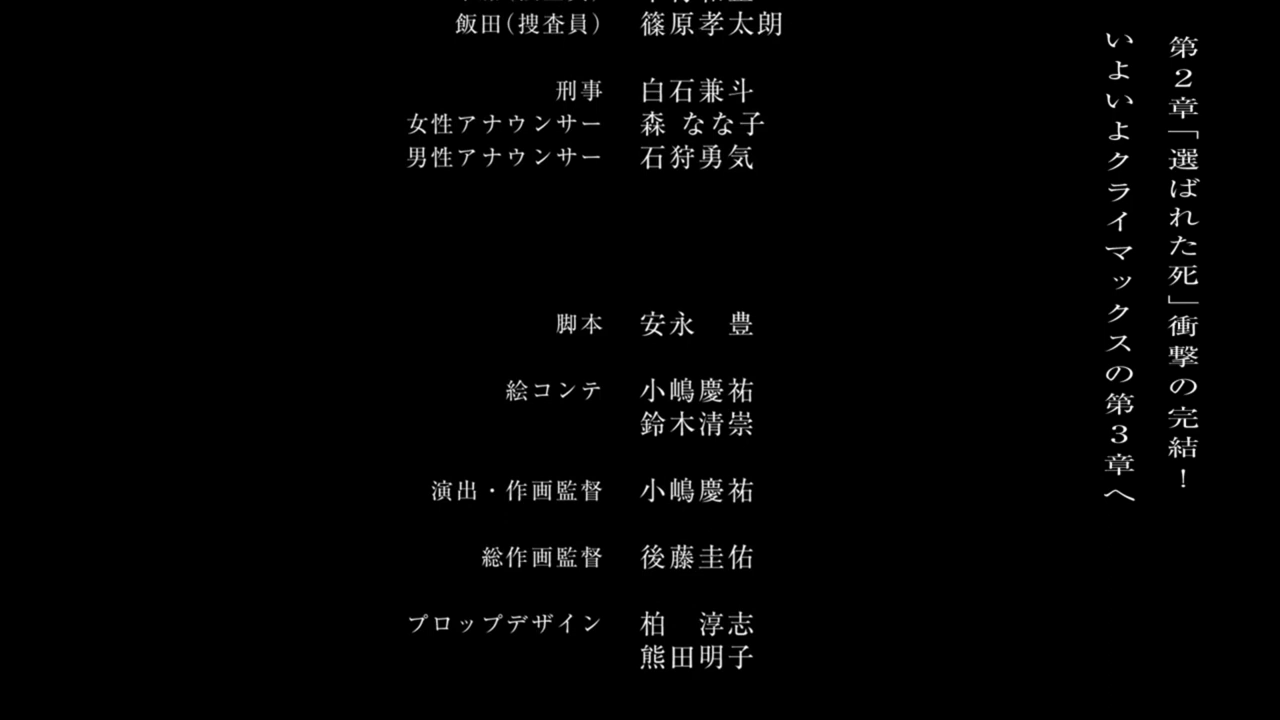 飯田(捜査員) 篠原孝太朗
刑事 白石兼斗
女性アナウンサー 森 なな子
男性アナウンサー 石狩勇気
脚本 安永 豊
絵コンテ 小嶋慶祐
鈴木清崇
演出・作画監督 小嶋慶祐
総作画監督 後藤圭佑
プロップデザイン 柏 淳志
熊田明子
第2章「選ばれた死」衝撃の完結!
いよいよクライマックスの第3章へ